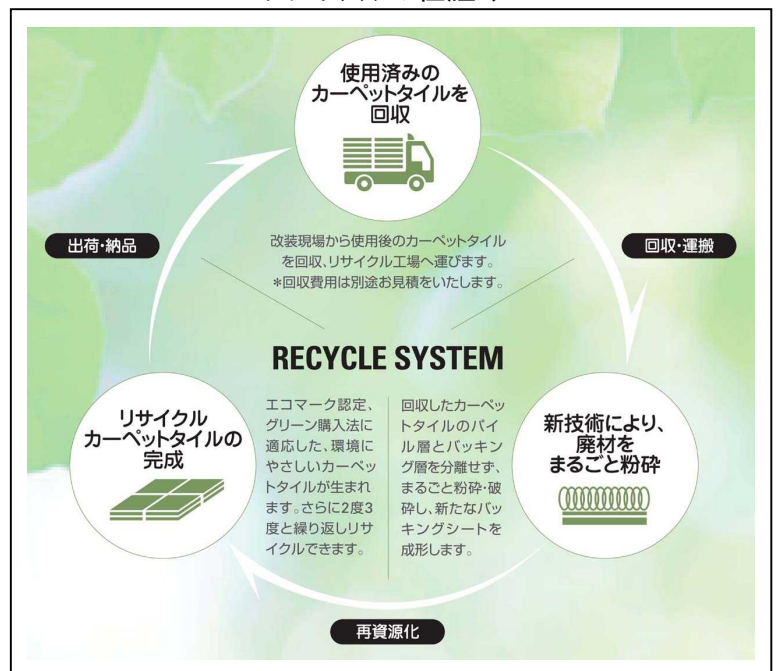 使用済みの
カーペットタイルを
回収
出荷・納品
回収・運搬
改装現場から使用後のカーペットタイル
を回収、リサイクル工場へ運びます。
*回収費用は別途お見積をいたします。
RECYCLE SYSTEM
リサイクル
カーペットタイルの
完成
エコマーク認定、
グリーン購入法に
適応した、環境に
やさしいカーペッ
トタイルが生まれ
ます。さらに2度3
度と繰り返しリサ
イクルできます。
回収したカーペッ
トタイルのパイ
ル層とバッキン
グ層を分離せず、
まるごと粉砕・破
砕し、新たなバッ
キングシートを
成形します。
新技術により、
廃材を
まるごと粉砕
再資源化